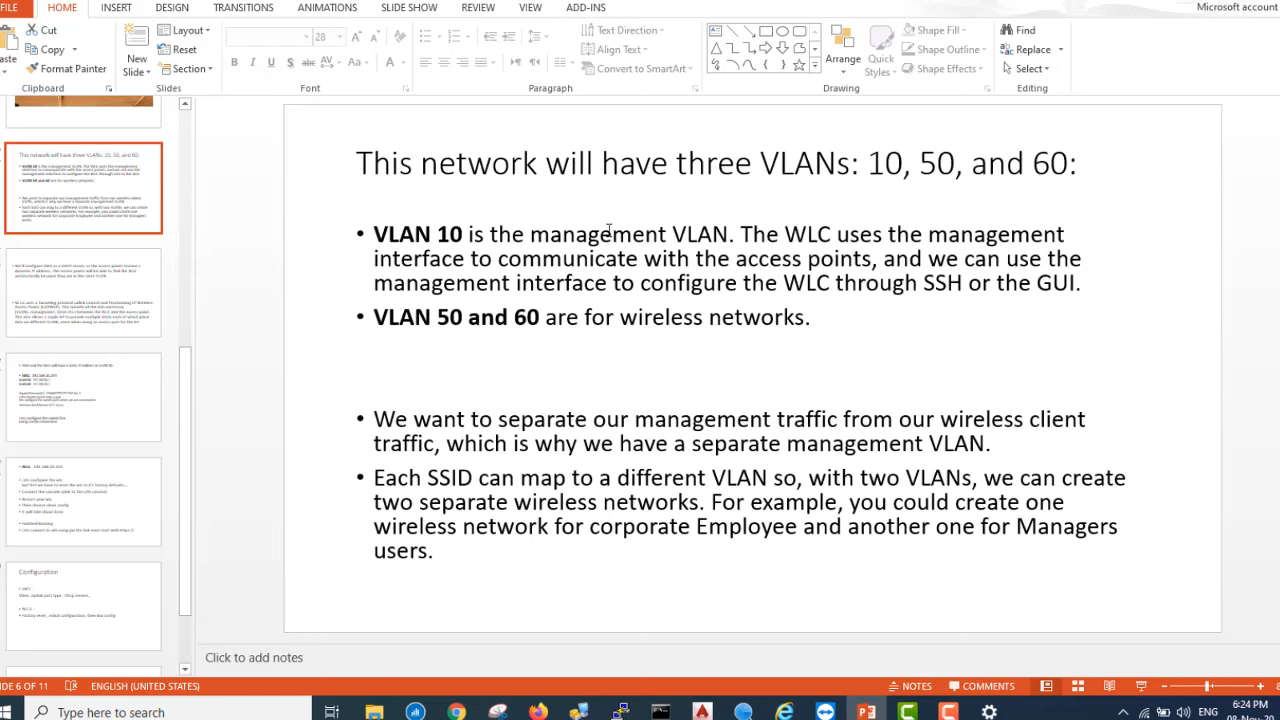 FILE HOME INSERT DESIGN TRANSITIONS ANIMATIONS SLIDE SHOW REVIEW VIEW ADD-INS Microsoft account
Cut
Copy
Format Painter
Clipboard
New
Slide
Layout
Reset
Section
Slides
28
Font
Text Direction
Align Text
Convert to SmartArt
Paragraph
Arrange
Quick
Styles
Shape Fill
Shape Outline
Shape Effects
Drawing
Find
Replace
Select
Editing
This network will have three VLANs: 10, 50, and 60:
• VLAN 10 is the management VLAN. The WLC uses the management
interface to communicate with the access points, and we can use the
management interface to configure the WLC through SSH or the GUI.
• VLAN 50 and 60 are for wireless networks.
• We want to separate our management traffic from our wireless client
traffic, which is why we have a separate management VLAN.
• Each SSID can map to a different VLAN so, with two VLANs, we can create
two separate wireless networks. For example, youcould create one
wireless network for corporate Employee and another one for Managers
users.
Configuration
Click to add notes
SLIDE 6 OF 11 ENGLISH (UNITED STATES) NOTES COMMENTS
Type here to search
ENG
6:24 PM